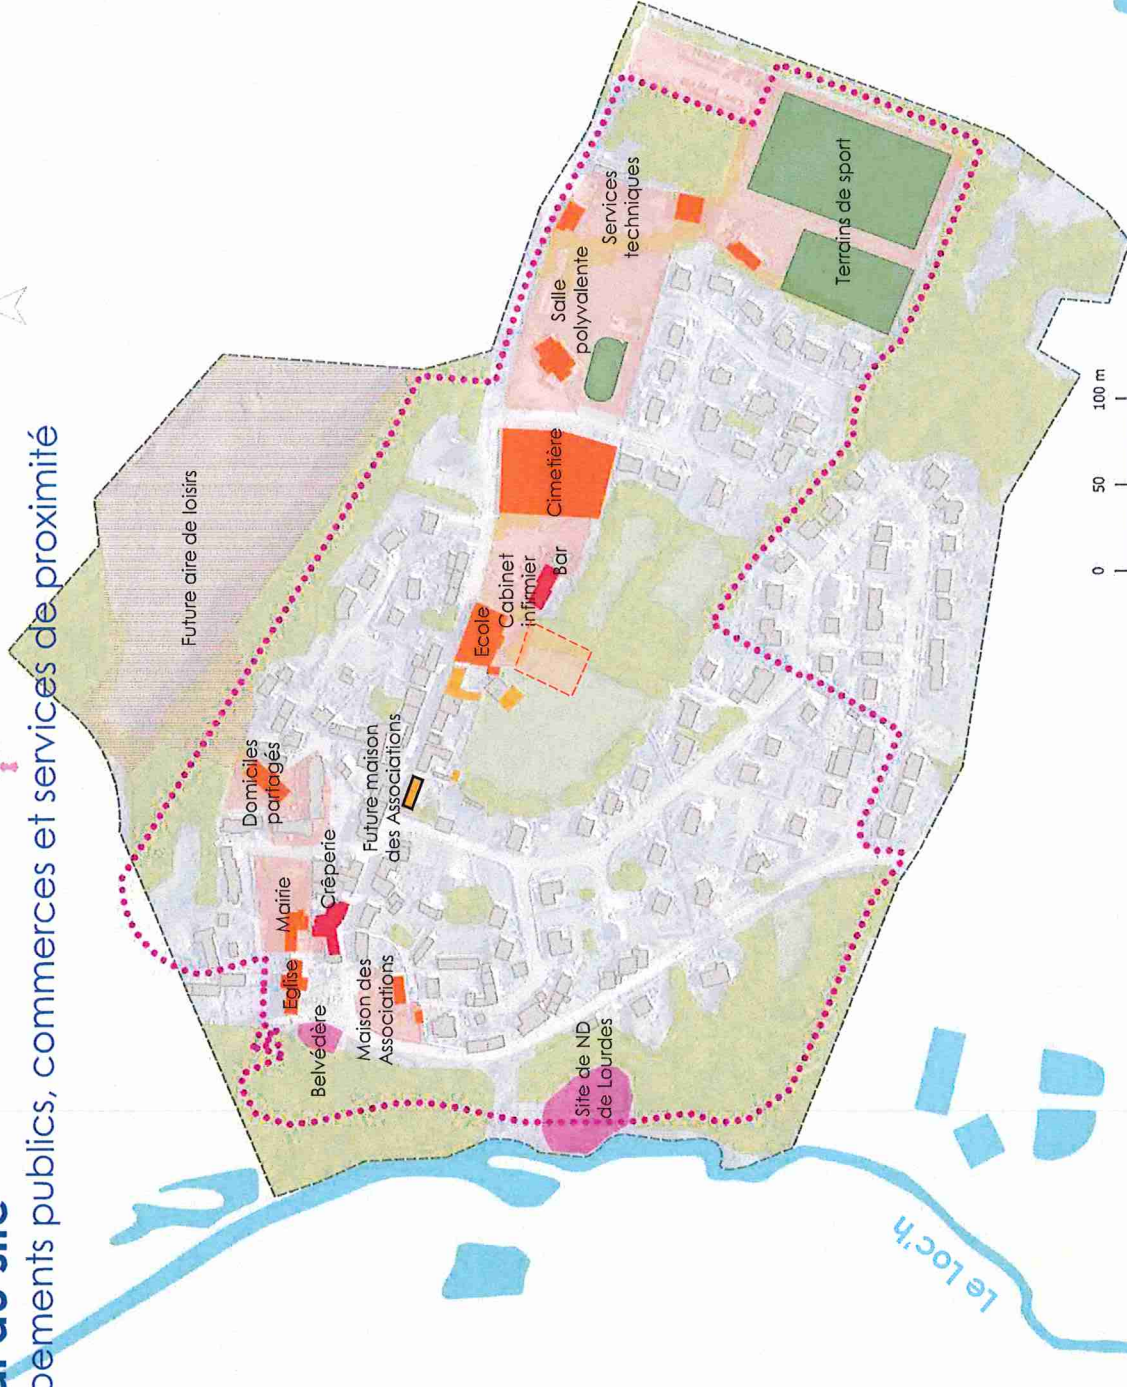 pements publics, commerces et services de proximité
Future aire de loisirs
Domiciles
partagés
Mairie
Crêperie
Eglise
Belvédère
Maison des
Associations
Future maison
des Associations
Ecole
Cabinet
infirmier
Bar
Cimetière
Salle
polyvalente
Services
techniques
Terrains de sport
Site de ND
de Lourdes
Le Loc'h
0 50 100 m